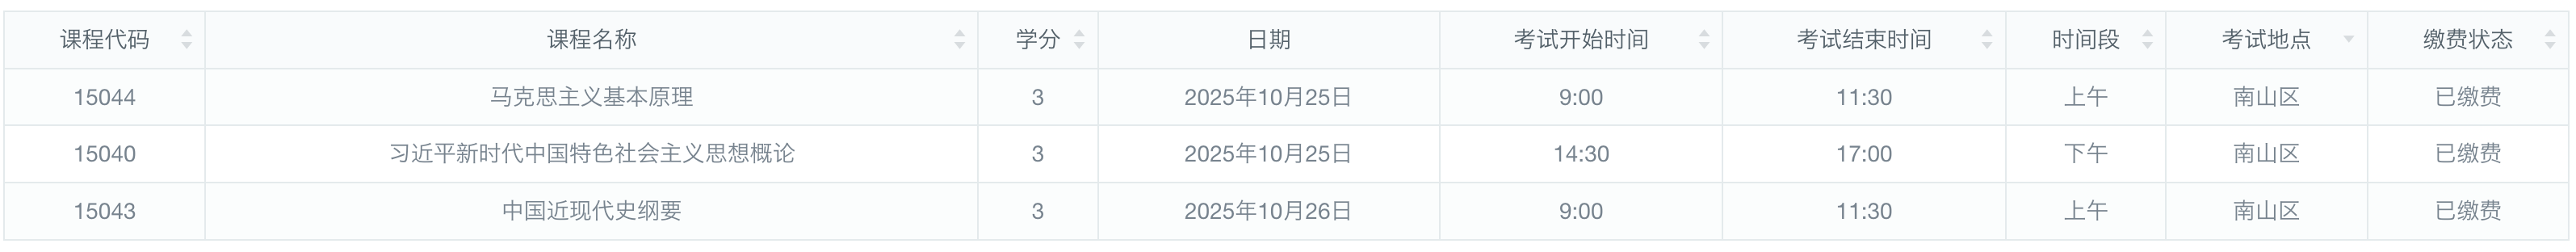 课程代码 课程名称 学分 日期 考试开始时间 考试结束时间 时间段 考试地点 缴费状态
15044 马克思主义基本原理 3 2025年10月25日 9:00 11:30 上午 南山区 已缴费
15040 习近平新时代中国特色社会主义思想概论 3 2025年10月25日 14:30 17:00 下午 南山区 已缴费
15043 中国近现代史纲要 3 2025年10月26日 9:00 11:30 上午 南山区 已缴费